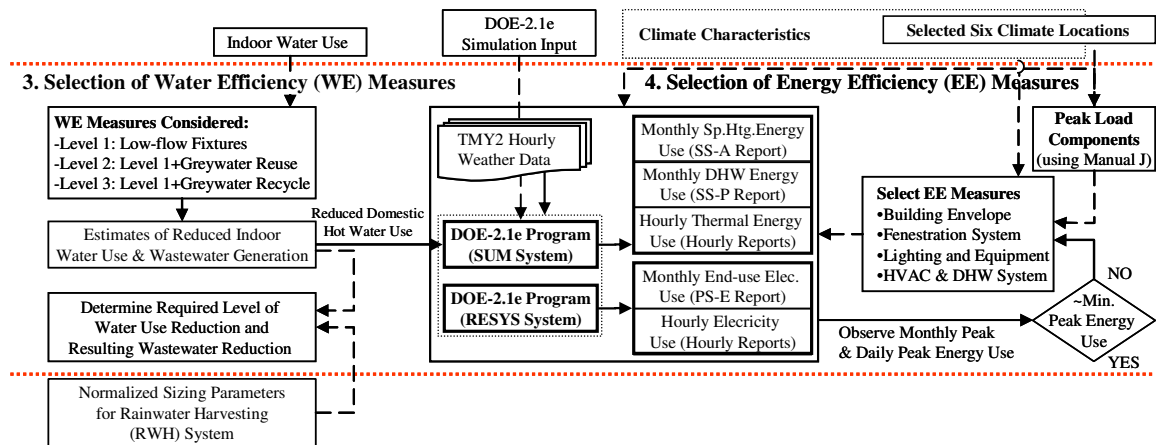 Indoor Water Use
DOE-2.1e
Simulation Input
Climate Characteristics
Selected Six Climate Locations
3. Selection of Water Efficiency (WE) Measures
4. Selection of Energy Efficiency (EE) Measures
WE Measures Considered:
-Level 1: Low-flow Fixtures
-Level 2: Level 1+Greywater Reuse
-Level 3: Level 1+Greywater Recycle
Estimates of Reduced Indoor
Water Use & Wastewater Generation
Determine Required Level of
Water Use Reduction and
Resulting Wastewater Reduction
Normalized Sizing Parameters
for Rainwater Harvesting
(RWH) System
Reduced Domestic
Hot Water Use
TMY2 Hourly
Weather Data
DOE-2.1e Program
(SUM System)
DOE-2.1e Program
(RESYS System)
Monthly Sp.Htg.Energy
Use (SS-A Report)
Monthly DHW Energy
Use (SS-P Report)
Hourly Thermal Energy
Use (Hourly Reports)
Monthly End-use Elec.
Use (PS-E Report)
Hourly Elecricity
Use (Hourly Reports)
Peak Load
Components
(using Manual J)
Select EE Measures
•Building Envelope
•Fenestration System
•Lighting and Equipment
•HVAC & DHW System
Observe Monthly Peak
& Daily Peak Energy Use
NO
~Min.
Peak Energy
Use
YES